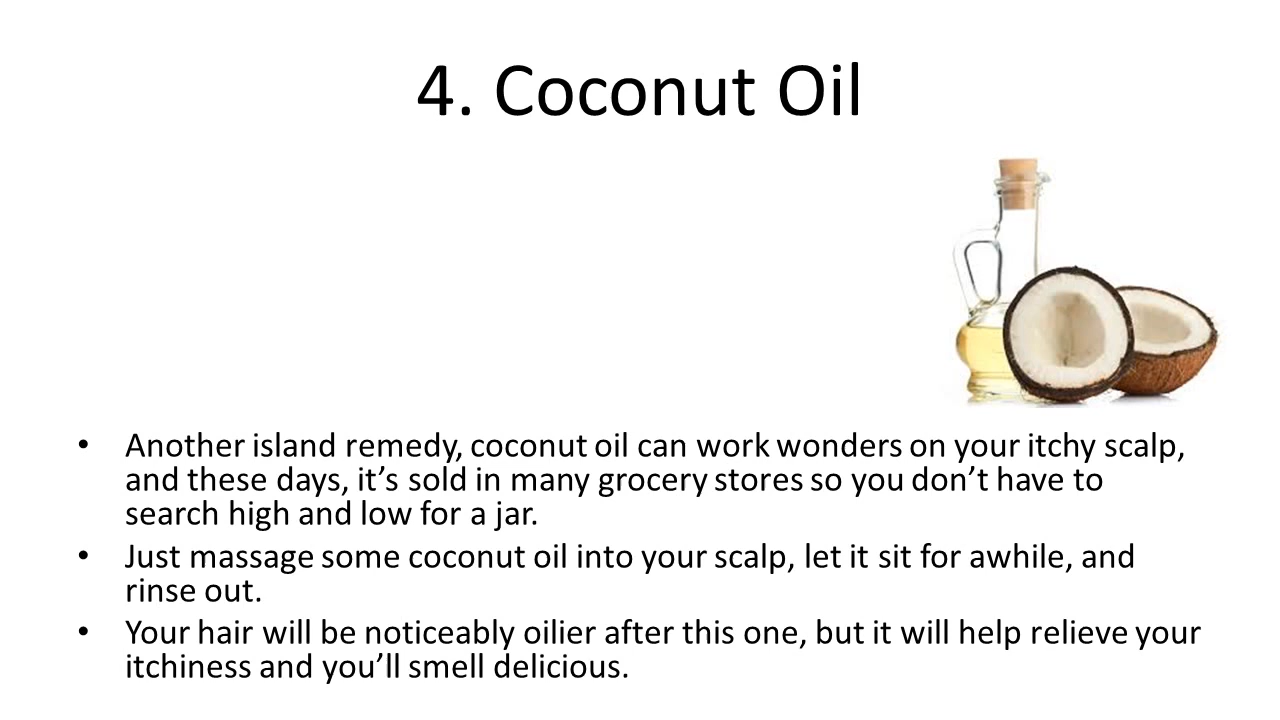 4. Coconut Oil
• Another island remedy, coconut oil can work wonders on your itchy scalp,
and these days, it’s sold in many grocery stores so you don’t have to
search high and low for a jar.
• Just massage some coconut oil into your scalp, let it sit for awhile, and
rinse out.
• Your hair will be noticeably oilier after this one, but it will help relieve your
itchiness and you’ll smell delicious.